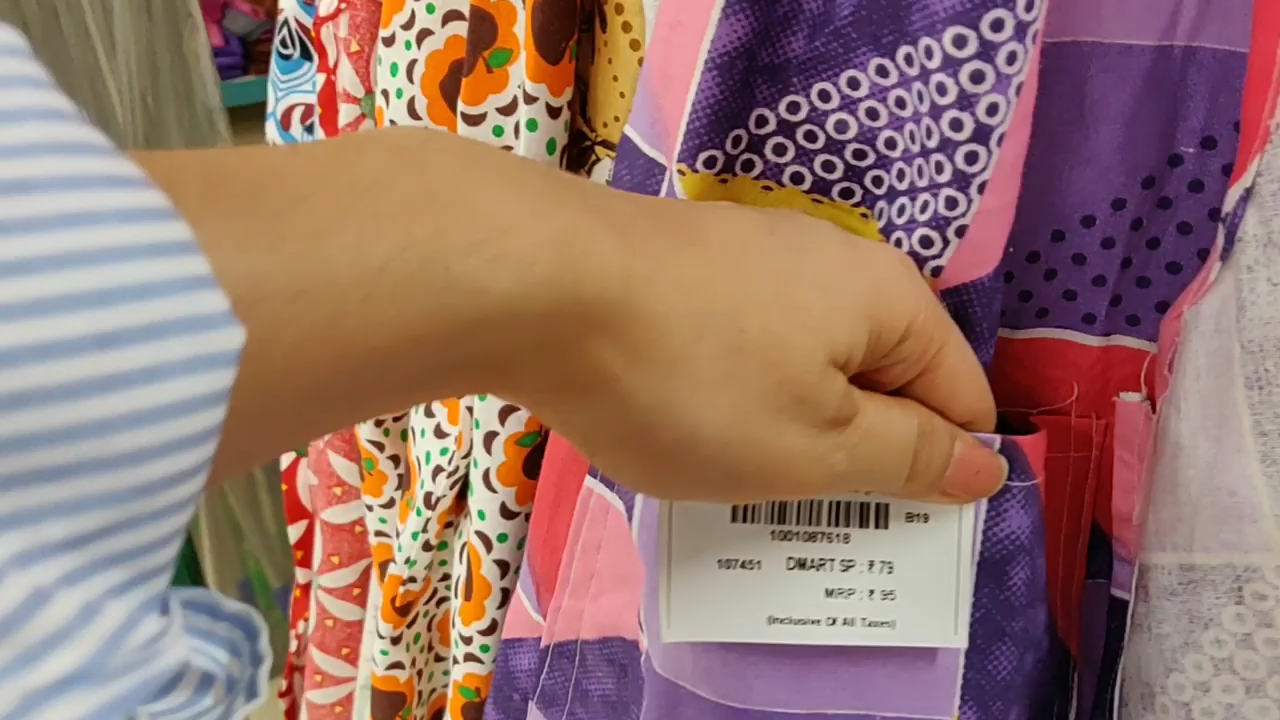 B19
1001087618
107451 DMART SP : ₹ 79
MRP : ₹ 95
(Inclusive Of All Taxes)